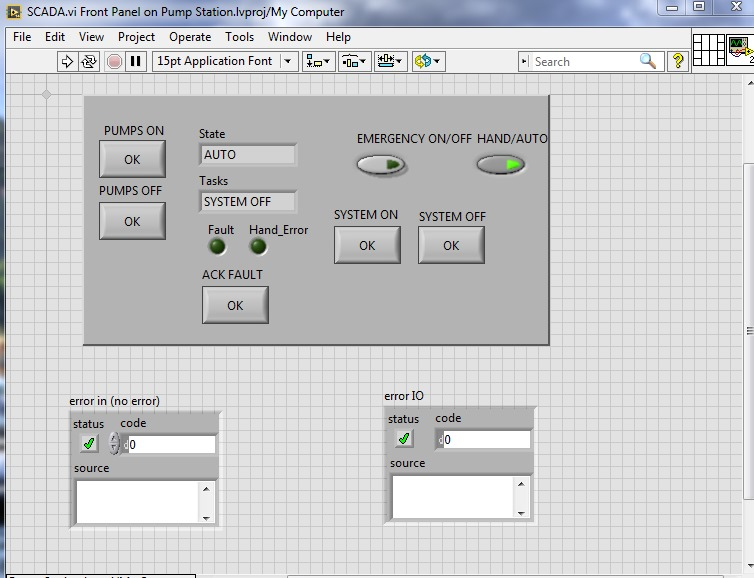 SCADA.vi Front Panel on Pump Station.lvproj/My Computer
File Edit View Project Operate Tools Window Help
15pt Application Font
Search
?
2
PUMPS ON
OK
PUMPS OFF
OK
State
AUTO
Tasks
SYSTEM OFF
Fault Hand_Error
ACK FAULT
OK
EMERGENCY ON/OFF HAND/AUTO
SYSTEM ON SYSTEM OFF
OK OK
error in (no error)
status code
0
source
error IO
status code
d0
source